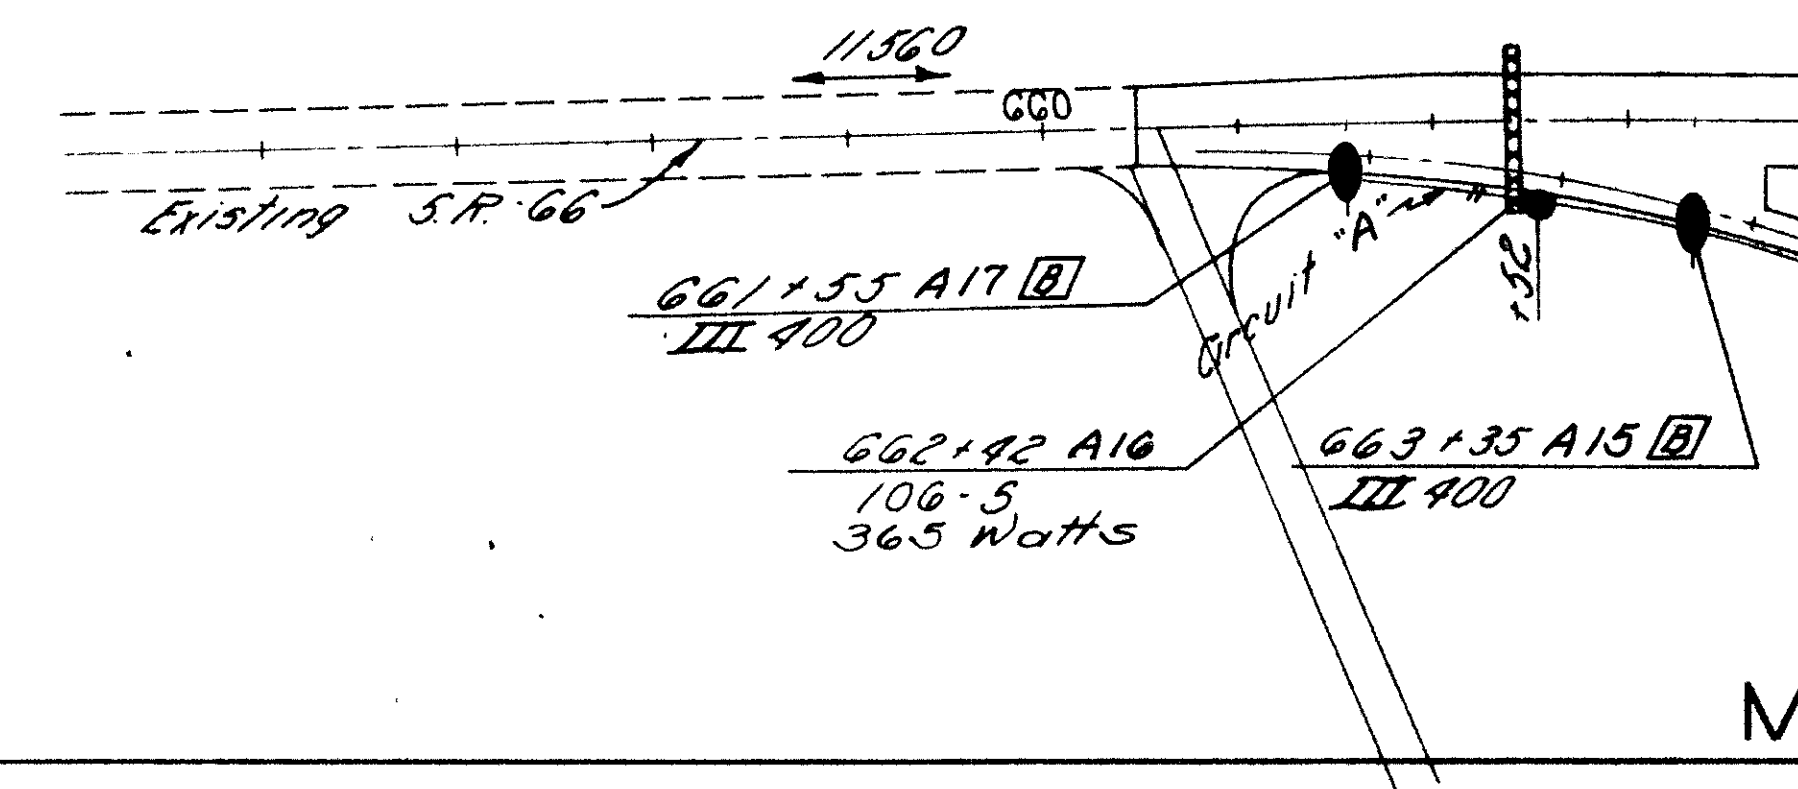 11560
660
Existing S.R. 66
661+55 A17 B
III 400
Circuit "A"
+52
662+42 A16
106-S
365 Watts
663+35 A15 B
III 400
M